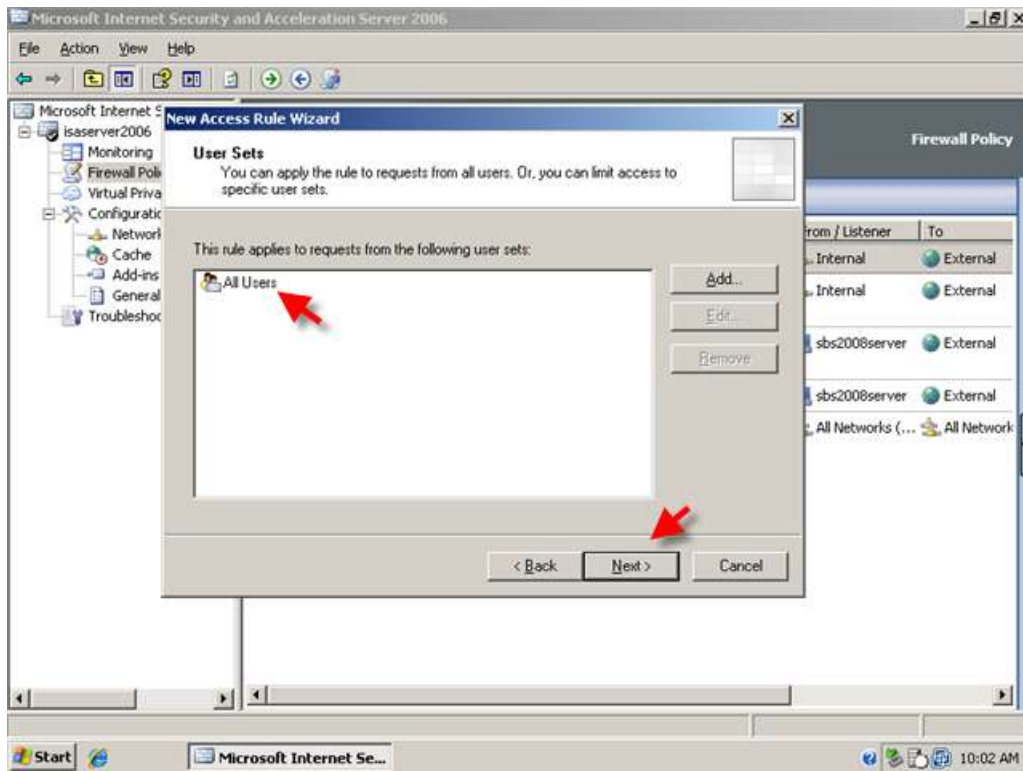 Microsoft Internet Security and Acceleration Server 2006
File Action View Help
Microsoft Internet S
isaserver2006
Monitoring
Firewall Poli
Virtual Priva
Configuratio
Network
Cache
Add-ins
General
Troubleshoo
New Access Rule Wizard
User Sets
You can apply the rule to requests from all users. Or, you can limit access to
specific user sets.
This rule applies to requests from the following user sets:
All Users
Add...
Edit...
Remove
< Back Next > Cancel
Firewall Policy
From / Listener To
Internal External
Internal External
sbs2008server External
sbs2008server External
All Networks (... All Network
Start Microsoft Internet Se... 10:02 AM